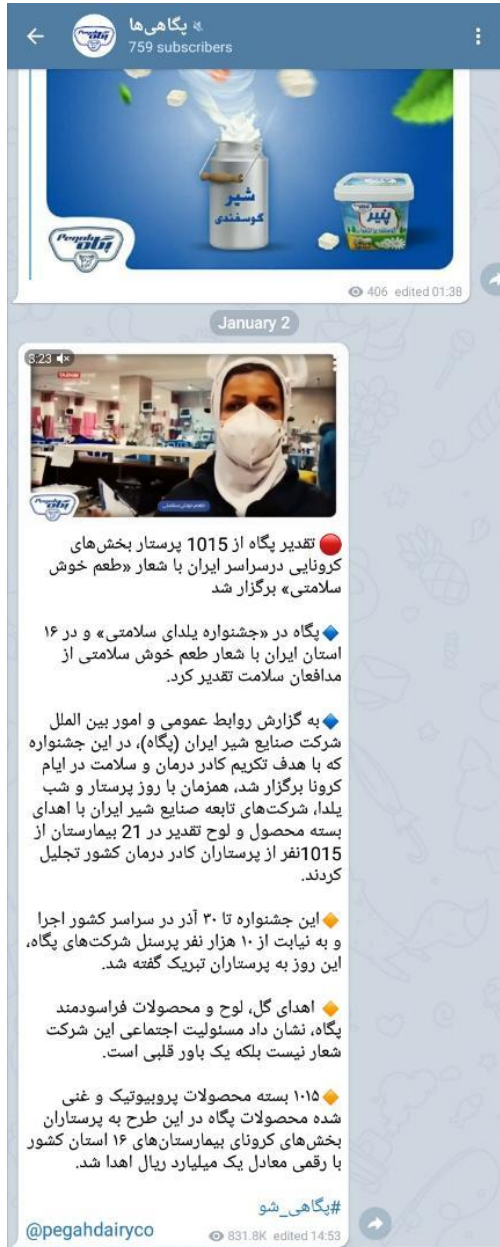 پگاهی‌ها
759 subscribers
شیر
گوسفندی
پنیر
Pegah
پگاه
406 edited 01:38
January 2
3:23
Pegah
پگاه
طعم خوش سلامتی
تقدیر پگاه از 1015 پرستار بخش‌های
کرونایی درسراسر ایران با شعار «طعم خوش
سلامتی» برگزار شد
پگاه در «جشنواره یلدای سلامتی» و در ۱۶
استان ایران با شعار طعم خوش سلامتی از
مدافعان سلامت تقدیر کرد.
به گزارش روابط عمومی و امور بین الملل
شرکت صنایع شیر ایران (پگاه)، در این جشنواره
که با هدف تکریم کادر درمان و سلامت در ایام
کرونا برگزار شد، همزمان با روز پرستار و شب
یلدا، شرکت‌های تابعه صنایع شیر ایران با اهدای
بسته محصول و لوح تقدیر در 21 بیمارستان از
1015نفر از پرستاران کادر درمان کشور تجلیل
کردند.
این جشنواره تا ۳۰ آذر در سراسر کشور اجرا
و به نیابت از ۱۰ هزار نفر پرسنل شرکت‌های پگاه،
این روز به پرستاران تبریک گفته شد.
اهدای گل، لوح و محصولات فراسودمند
پگاه، نشان داد مسئولیت اجتماعی این شرکت
شعار نیست بلکه یک باور قلبی است.
۱۰۱۵ بسته محصولات پروبیوتیک و غنی
شده محصولات پگاه در این طرح به پرستاران
بخش‌های کرونای بیمارستان‌های ۱۶ استان کشور
با رقمی معادل یک میلیارد ریال اهدا شد.
#پگاهی_شو
@pegahdairyco
831.8K edited 14:53